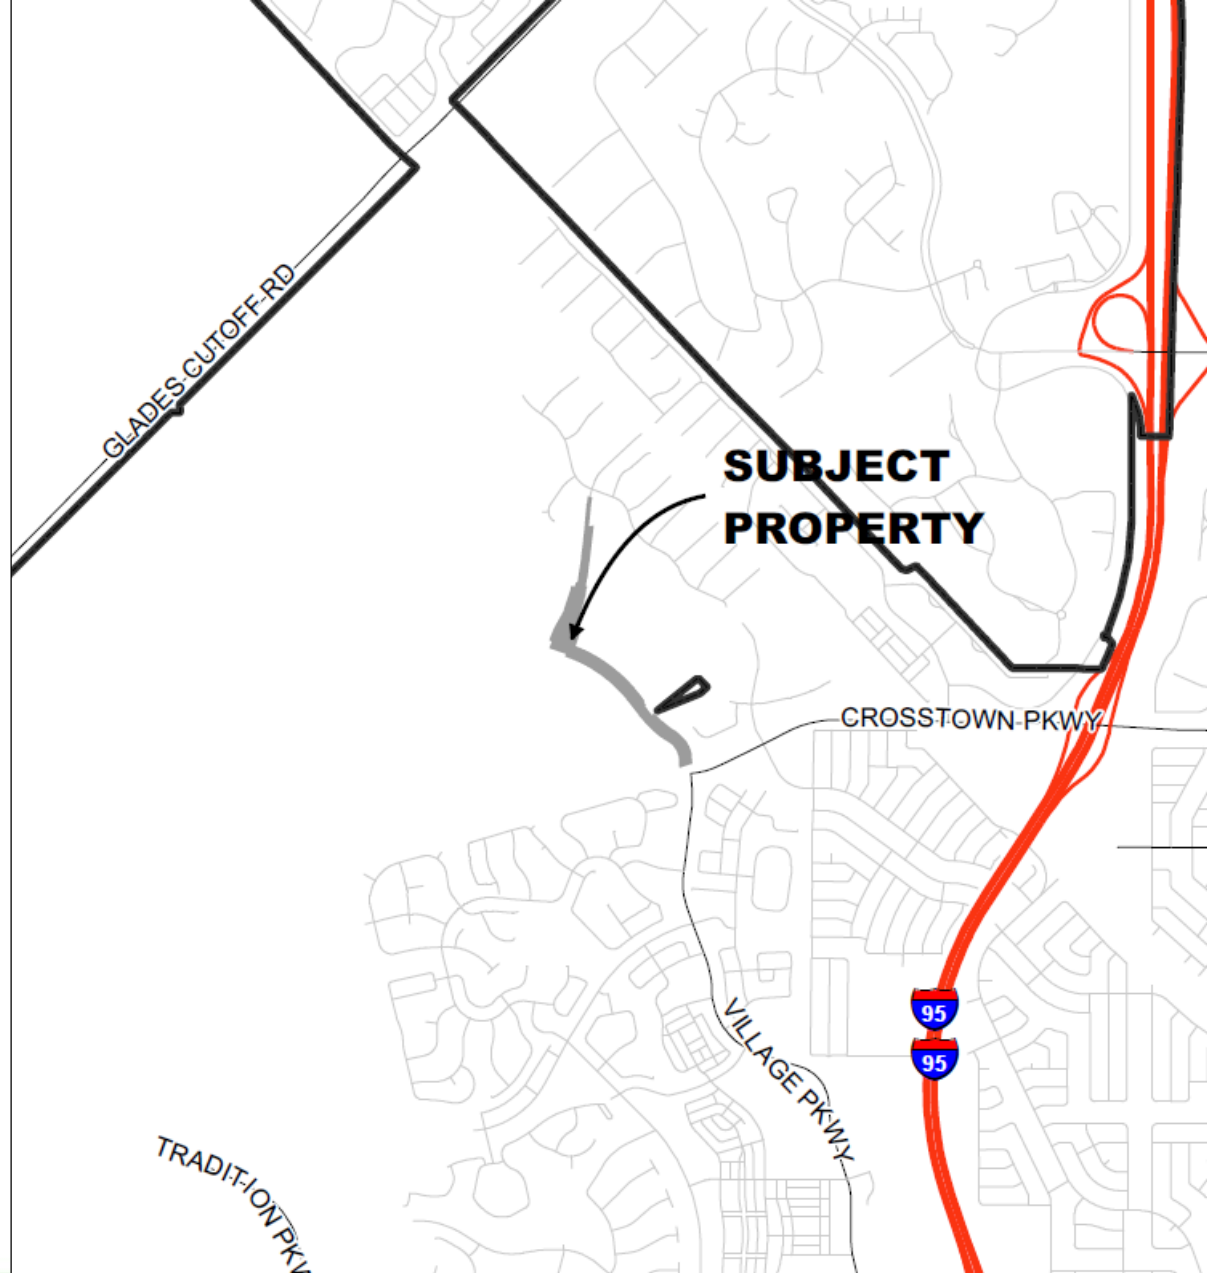 GLADES CUTOFF RD
SUBJECT
PROPERTY
CROSSTOWN PKWY
95
95
VILLAGE PKWY
TRADITION PKW